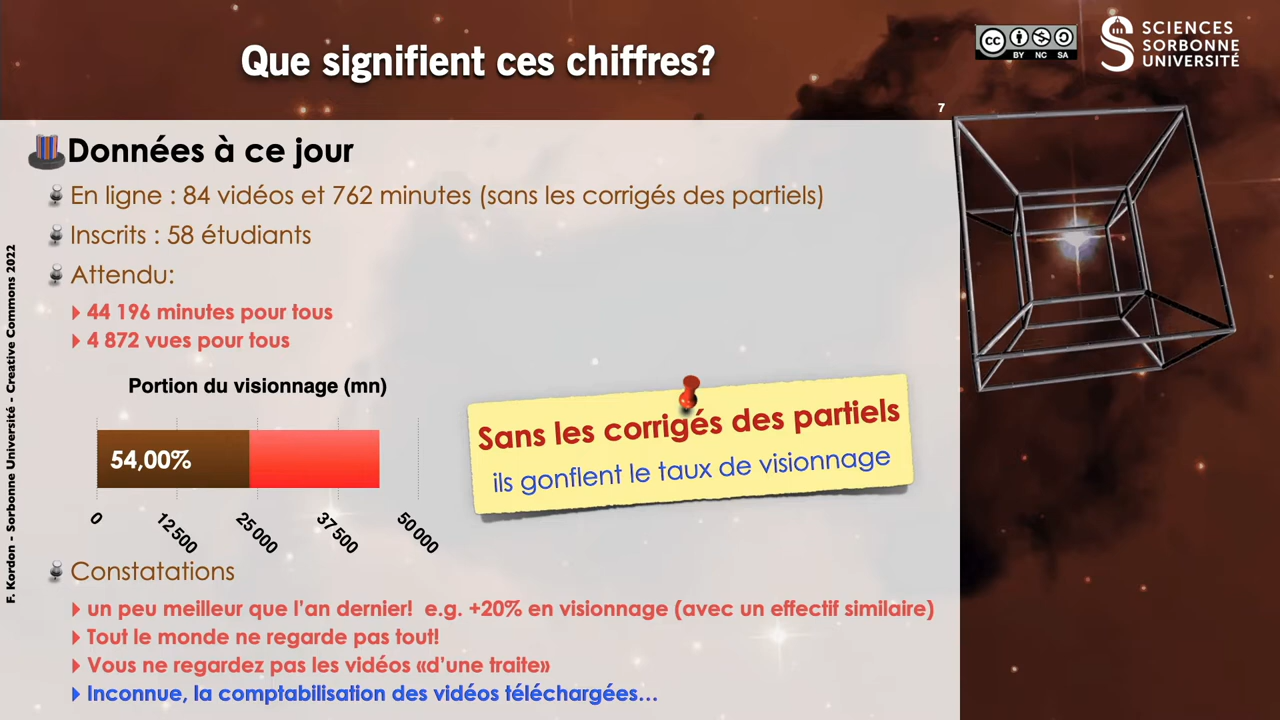 Que signifient ces chiffres?
CC BY NC SA
SCIENCES
SORBONNE
UNIVERSITÉ
7
Données à ce jour
En ligne : 84 vidéos et 762 minutes (sans les corrigés des partiels)
Inscrits : 58 étudiants
Attendu:
44 196 minutes pour tous
4 872 vues pour tous
Portion du visionnage (mn)
54,00%
0 12 500 25 000 37 500 50 000
Sans les corrigés des partiels
ils gonflent le taux de visionnage
Constatations
un peu meilleur que l'an dernier! e.g. +20% en visionnage (avec un effectif similaire)
Tout le monde ne regarde pas tout!
Vous ne regardez pas les vidéos «d'une traite»
Inconnue, la comptabilisation des vidéos téléchargées...
F. Kordon - Sorbonne Université - Creative Commons 2022